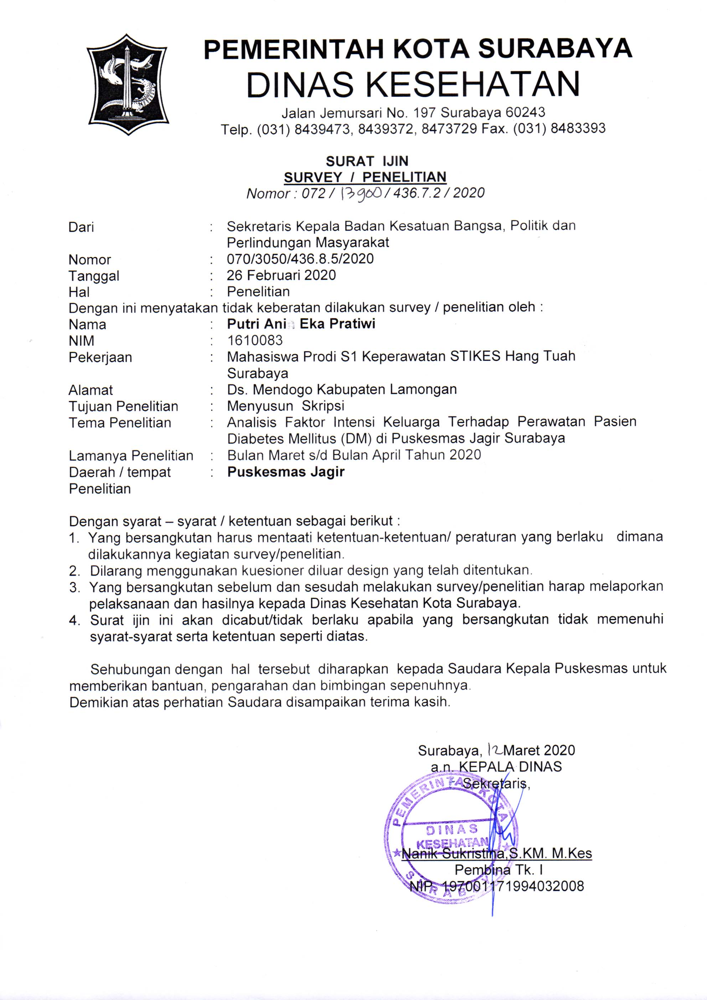 PEMERINTAH KOTA SURABAYA
DINAS KESEHATAN
Jalan Jemursari No. 197 Surabaya 60243
Telp. (031) 8439473, 8439372, 8473729 Fax. (031) 8483393
SURAT IJIN
SURVEY / PENELITIAN
Nomor : 072 / 13900 / 436.7.2 / 2020
Dari : Sekretaris Kepala Badan Kesatuan Bangsa, Politik dan
Perlindungan Masyarakat
Nomor : 070/3050/436.8.5/2020
Tanggal : 26 Februari 2020
Hal : Penelitian
Dengan ini menyatakan tidak keberatan dilakukan survey / penelitian oleh :
Nama : Putri Eka Pratiwi
NIM : 1610083
Pekerjaan : Mahasiswa Prodi S1 Keperawatan STIKES Hang Tuah
Surabaya
Alamat : Ds. Mendogo Kabupaten Lamongan
Tujuan Penelitian : Menyusun Skripsi
Tema Penelitian : Analisis Faktor Intensi Keluarga Terhadap Perawatan Pasien
Diabetes Mellitus (DM) di Puskesmas Jagir Surabaya
Lamanya Penelitian : Bulan Maret s/d Bulan April Tahun 2020
Daerah / tempat : Puskesmas Jagir
Penelitian
Dengan syarat – syarat / ketentuan sebagai berikut :
1. Yang bersangkutan harus mentaati ketentuan-ketentuan/ peraturan yang berlaku dimana
dilakukannya kegiatan survey/penelitian.
2. Dilarang menggunakan kuesioner diluar design yang telah ditentukan.
3. Yang bersangkutan sebelum dan sesudah melakukan survey/penelitian harap melaporkan
pelaksanaan dan hasilnya kepada Dinas Kesehatan Kota Surabaya.
4. Surat ijin ini akan dicabut/tidak berlaku apabila yang bersangkutan tidak memenuhi
syarat-syarat serta ketentuan seperti diatas.
Sehubungan dengan hal tersebut diharapkan kepada Saudara Kepala Puskesmas untuk
memberikan bantuan, pengarahan dan bimbingan sepenuhnya.
Demikian atas perhatian Saudara disampaikan terima kasih.
Surabaya, 12 Maret 2020
a.n. KEPALA DINAS
Sekretaris,
PEMERINTAH KOTA
DINAS
KESEHATAN
SURABAYA
Nanik Sukristina,S.KM. M.Kes
Pembina Tk. I
NIP. 197001171994032008